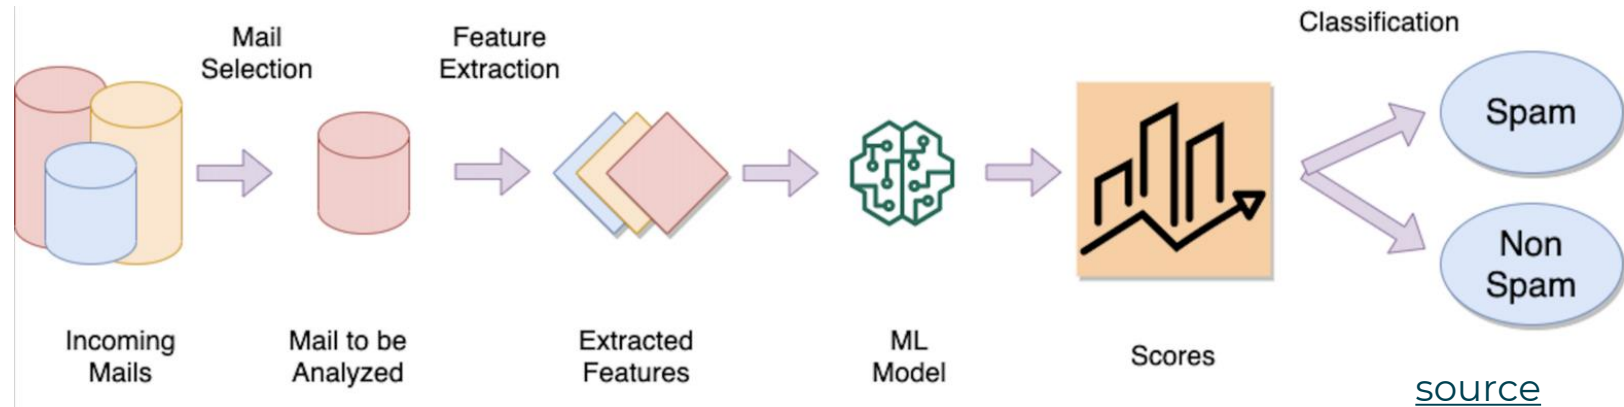 Mail
Selection
Feature
Extraction
Classification
Spam
Non
Spam
Incoming
Mails
Mail to be
Analyzed
Extracted
Features
ML
Model
Scores
source